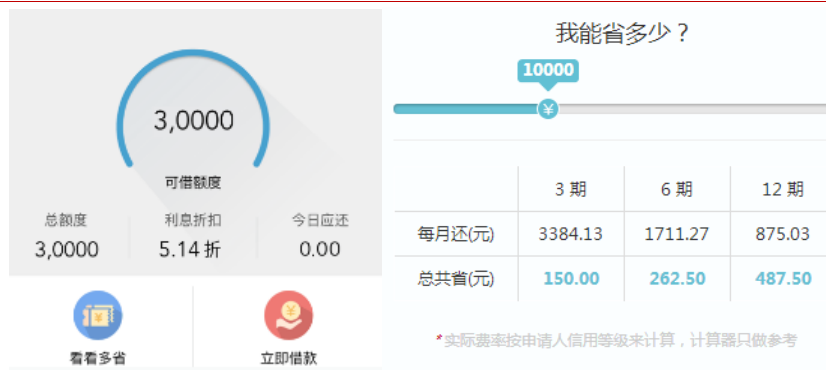 3,0000
可借额度
总额度 利息折扣 今日应还
3,0000 5.14 折 0.00
看看多省 立即借款
我能省多少？
10000
¥
3 期 6 期 12 期
每月还(元) 3384.13 1711.27 875.03
总共省(元) 150.00 262.50 487.50
*实际费率按申请人信用等级来计算，计算器只做参考